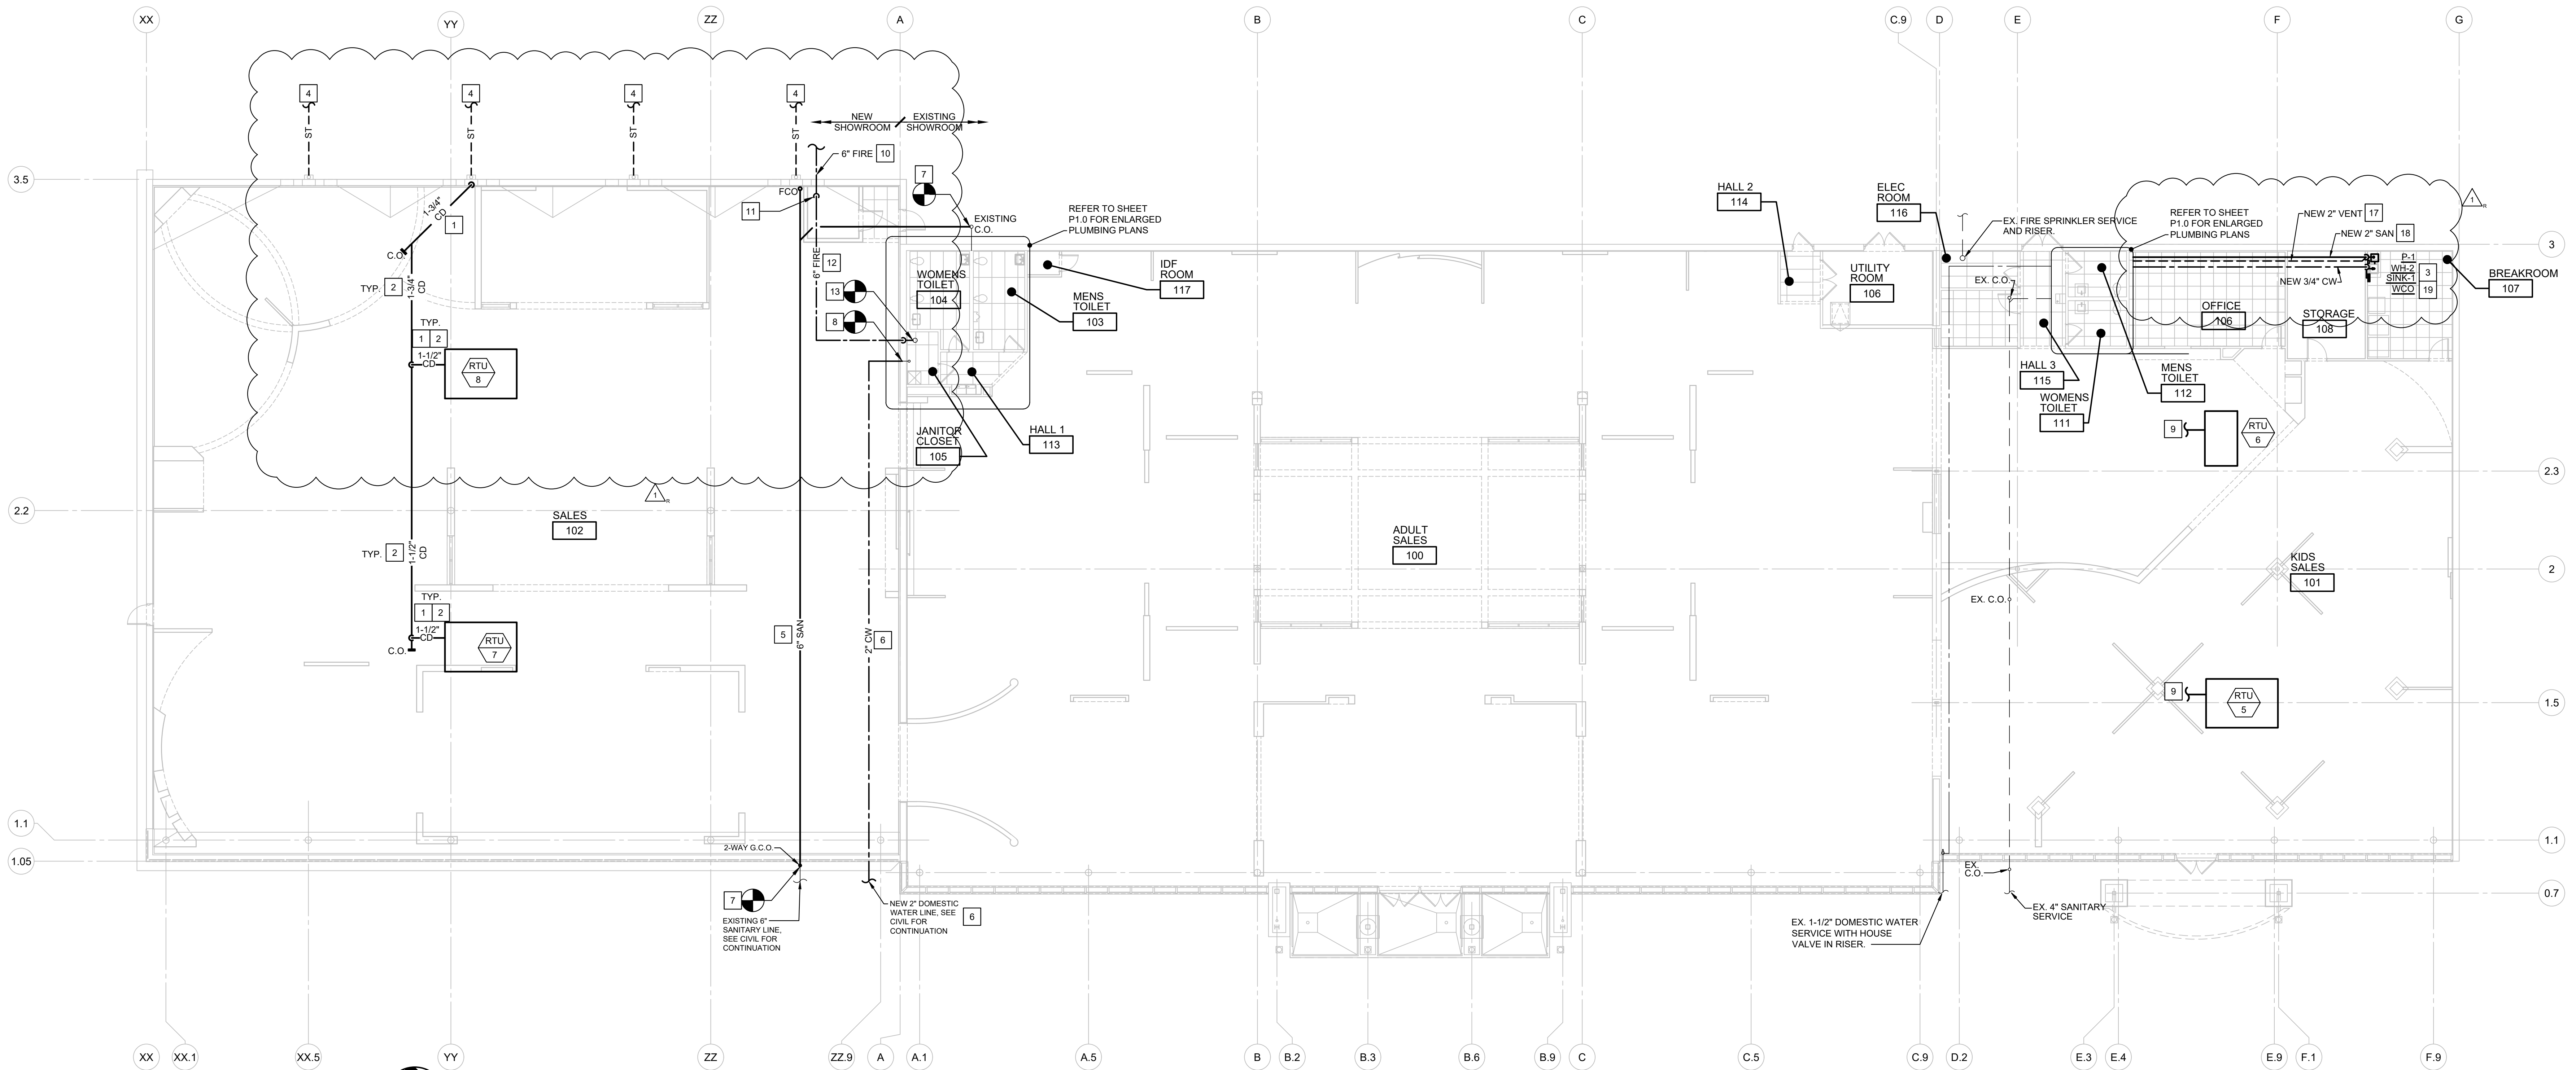 XX
YY
ZZ
A
B
C
C.9
D
E
F
G
4
4
4
4
ST
ST
ST
ST
NEW
SHOWROOM
EXISTING
SHOWROOM
6" FIRE
10
3.5
7
FCO
11
EXISTING
C.O.
REFER TO SHEET
P1.0 FOR ENLARGED
PLUMBING PLANS
1-3/4"
CD
1
C.O.
6" FIRE
12
TYP.
2
1-3/4"
CD
13
8
WOMENS
TOILET
104
MENS
TOILET
103
IDF
ROOM
117
HALL 2
114
UTILITY
ROOM
106
ELEC
ROOM
116
EX. FIRE SPRINKLER SERVICE
AND RISER.
EX. C.O.
REFER TO SHEET
P1.0 FOR ENLARGED
PLUMBING PLANS
NEW 2" VENT
17
NEW 2" SAN
18
NEW 3/4" CW
1
R
3
P-1
WH-2
SINK-1
WCO
3
19
BREAKROOM
107
OFFICE
106
STORAGE
108
TYP.
1
2
1-1/2"
CD
RTU
8
JANITOR
CLOSET
105
HALL 1
113
HALL 3
115
WOMENS
TOILET
111
MENS
TOILET
112
9
RTU
6
2.3
2.2
1
R
SALES
102
TYP.
2
1-1/2"
CD
ADULT
SALES
100
KIDS
SALES
101
2
EX. C.O.
TYP.
1
2
1-1/2"
CD
RTU
7
C.O.
5
6" SAN
2" CW
6
9
RTU
5
1.5
1.1
1.05
1.1
0.7
2-WAY G.C.O.
7
EXISTING 6"
SANITARY LINE,
SEE CIVIL FOR
CONTINUATION
NEW 2" DOMESTIC
WATER LINE, SEE
CIVIL FOR
CONTINUATION
6
EX. 1-1/2" DOMESTIC WATER
SERVICE WITH HOUSE
VALVE IN RISER.
EX.
C.O.
EX. 4" SANITARY
SERVICE
XX
XX.1
XX.5
YY
ZZ
ZZ.9
A
A.1
A.5
B
B.2
B.3
B.6
B.9
C
C.5
C.9
D.2
E.3
E.4
E.9
F.1
F.9